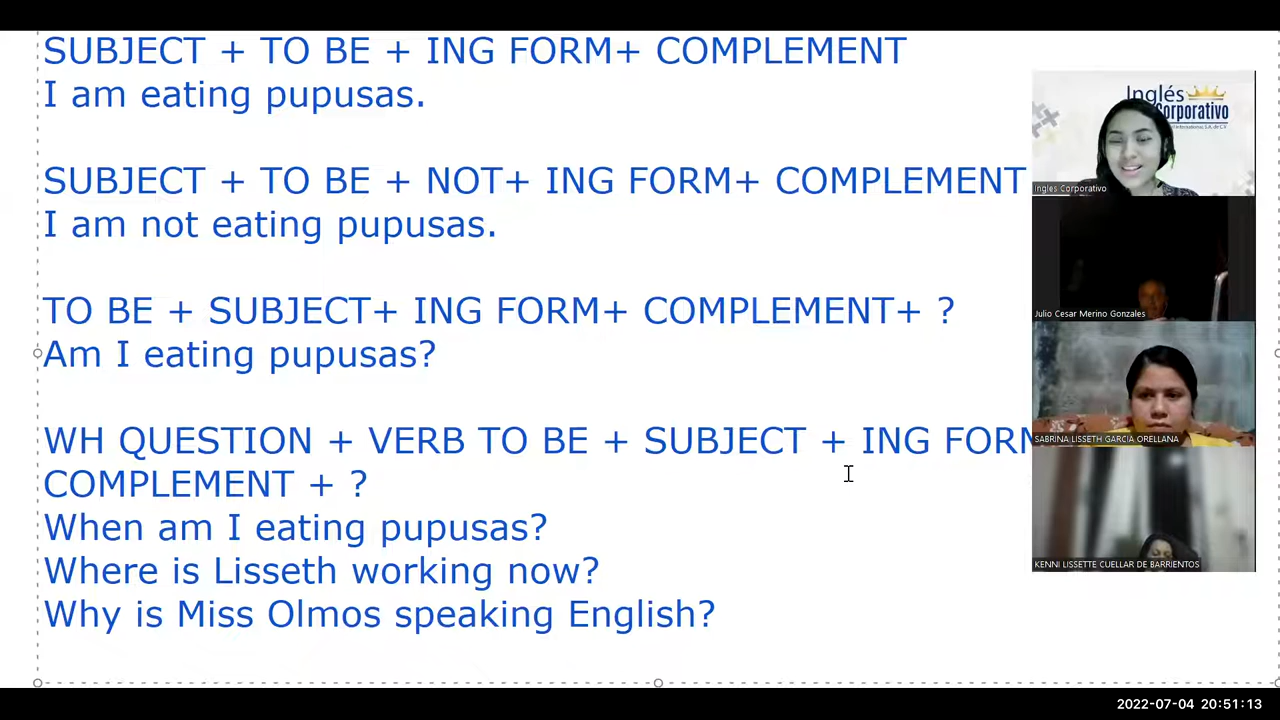 SUBJECT + TO BE + ING FORM+ COMPLEMENT
I am eating pupusas.
SUBJECT + TO BE + NOT+ ING FORM+ COMPLEMENT
I am not eating pupusas.
TO BE + SUBJECT+ ING FORM+ COMPLEMENT+ ?
Am I eating pupusas?
WH QUESTION + VERB TO BE + SUBJECT + ING FORM
COMPLEMENT + ?
When am I eating pupusas?
Where is Lisseth working now?
Why is Miss Olmos speaking English?
Inglés
Corporativo
Ingles Corporativo
Julio Cesar Merino Gonzales
SABRINA LISSETH GARCIA ORELLANA
KENNI LISSETTE CUELLAR DE BARRIENTOS
2022-07-04 20:51:13